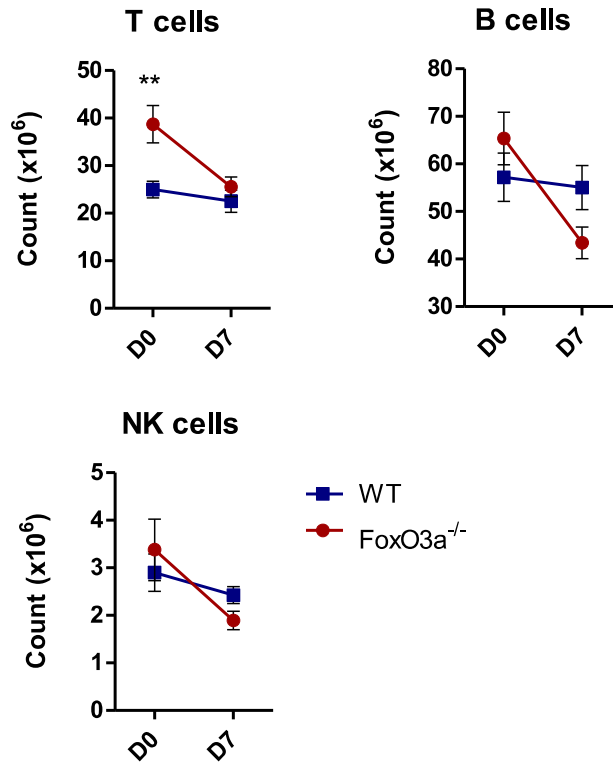 T cells
Count (x10⁶)
50
40
30
20
10
0
**
D0
D7
B cells
Count (x10⁶)
80
70
60
50
40
30
D0
D7
NK cells
Count (x10⁶)
5
4
3
2
1
0
D0
D7
WT
FoxO3a⁻/⁻